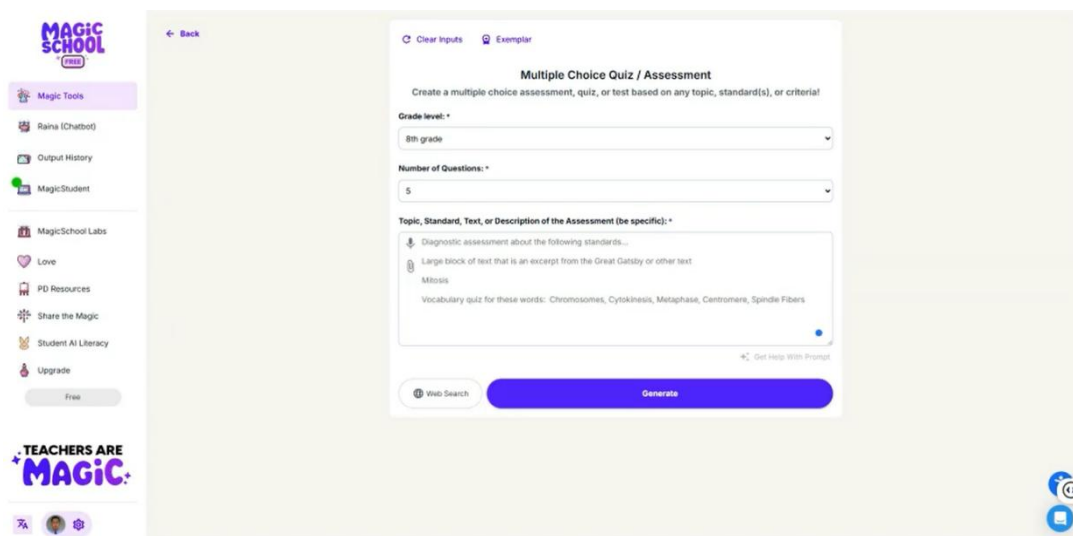 MAGiC
SCHOOL
FREE
Magic Tools
Raina (Chatbot)
Output History
MagicStudent
MagicSchool Labs
Love
PD Resources
Share the Magic
Student AI Literacy
Upgrade
Free
TEACHERS ARE
MAGiC
← Back
Clear Inputs
Exemplar
Multiple Choice Quiz / Assessment
Create a multiple choice assessment, quiz, or test based on any topic, standard(s), or criteria!
Grade level: *
8th grade
Number of Questions: *
5
Topic, Standard, Text, or Description of the Assessment (be specific): *
Diagnostic assessment about the following standards...
Large block of text that is an excerpt from the Great Gatsby or other text
Mitosis
Vocabulary quiz for these words: Chromosomes, Cytokinesis, Metaphase, Centromere, Spindle Fibers
Get Help With Prompt
Web Search
Generate